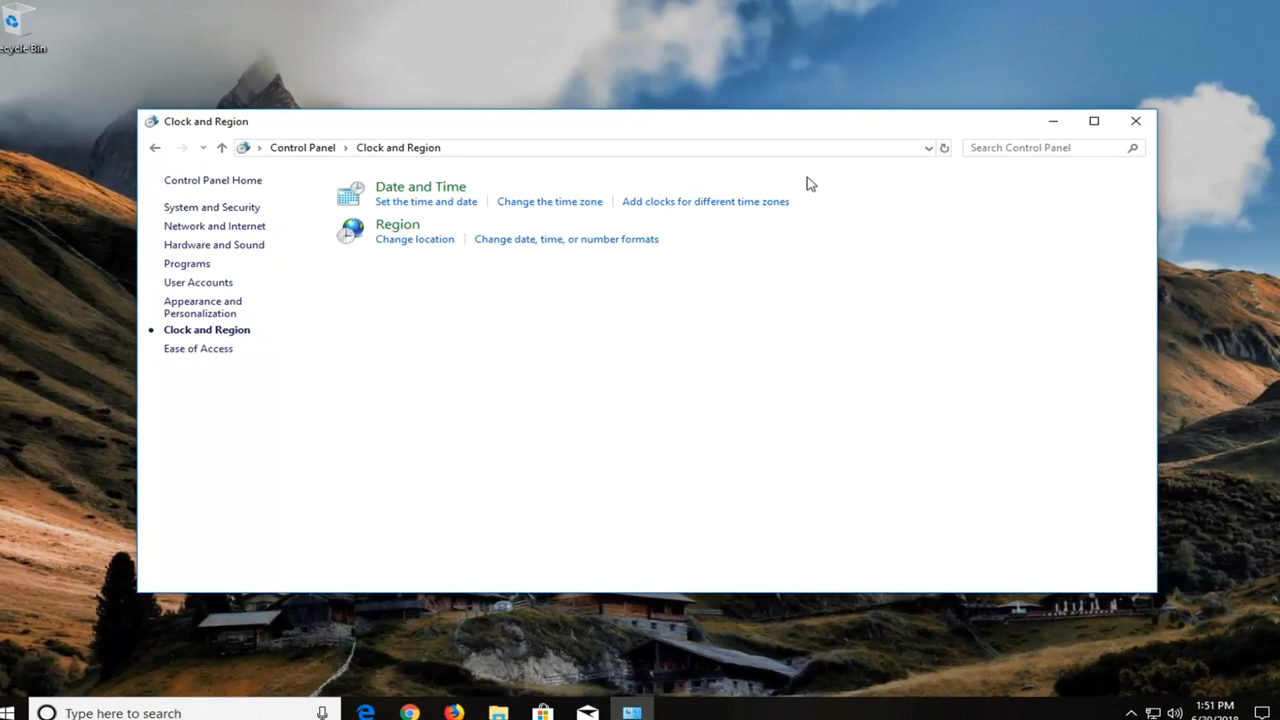 ecycle Bin
Clock and Region
Control Panel
Clock and Region
Search Control Panel
Control Panel Home
System and Security
Network and Internet
Hardware and Sound
Programs
User Accounts
Appearance and
Personalization
Clock and Region
Ease of Access
Date and Time
Set the time and date
Change the time zone
Add clocks for different time zones
Region
Change location
Change date, time, or number formats
Type here to search
1:51 PM